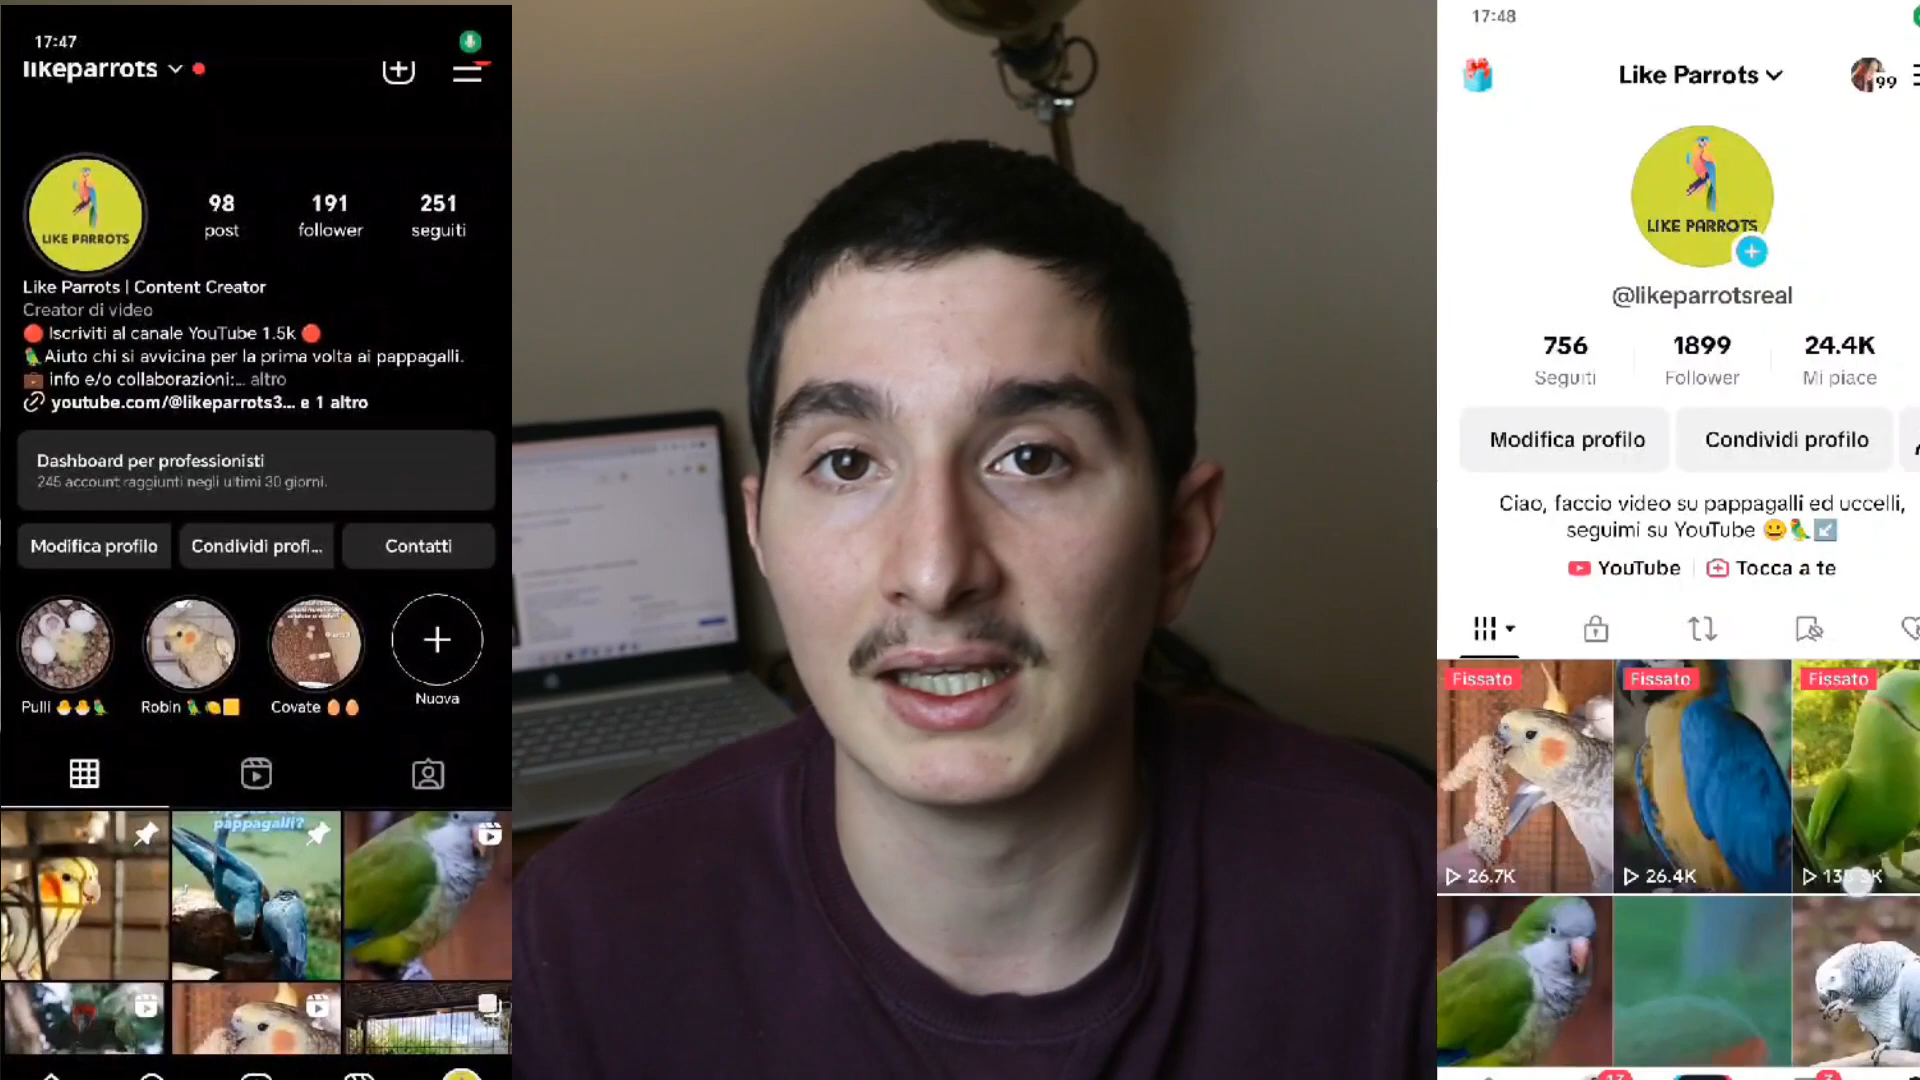 17:47
likeparrots
LIKE PARROTS
98
post
191
follower
251
seguiti
Like Parrots | Content Creator
Creator di video
🔴 Iscriviti al canale YouTube 1.5k 🔴
🦜Aiuto chi si avvicina per la prima volta ai pappagalli.
💼 info e/o collaborazioni:... altro
youtube.com/@likeparrots3... e 1 altro
Dashboard per professionisti
245 account raggiunti negli ultimi 30 giorni.
Modifica profilo
Condividi profi...
Contatti
Pulli 🐣🐣🦜
Robin 🦜🍋🟨
Covate 🥚🥚
Nuova
pappagalli?
17:48
Like Parrots
99
LIKE PARROTS
@likeparrotsreal
756
Seguiti
1899
Follower
24.4K
Mi piace
Modifica profilo
Condividi profilo
Ciao, faccio video su pappagalli ed uccelli,
seguimi su YouTube 😀🦜↙️
YouTube
Tocca a te
Fissato
Fissato
Fissato
26.7K
26.4K